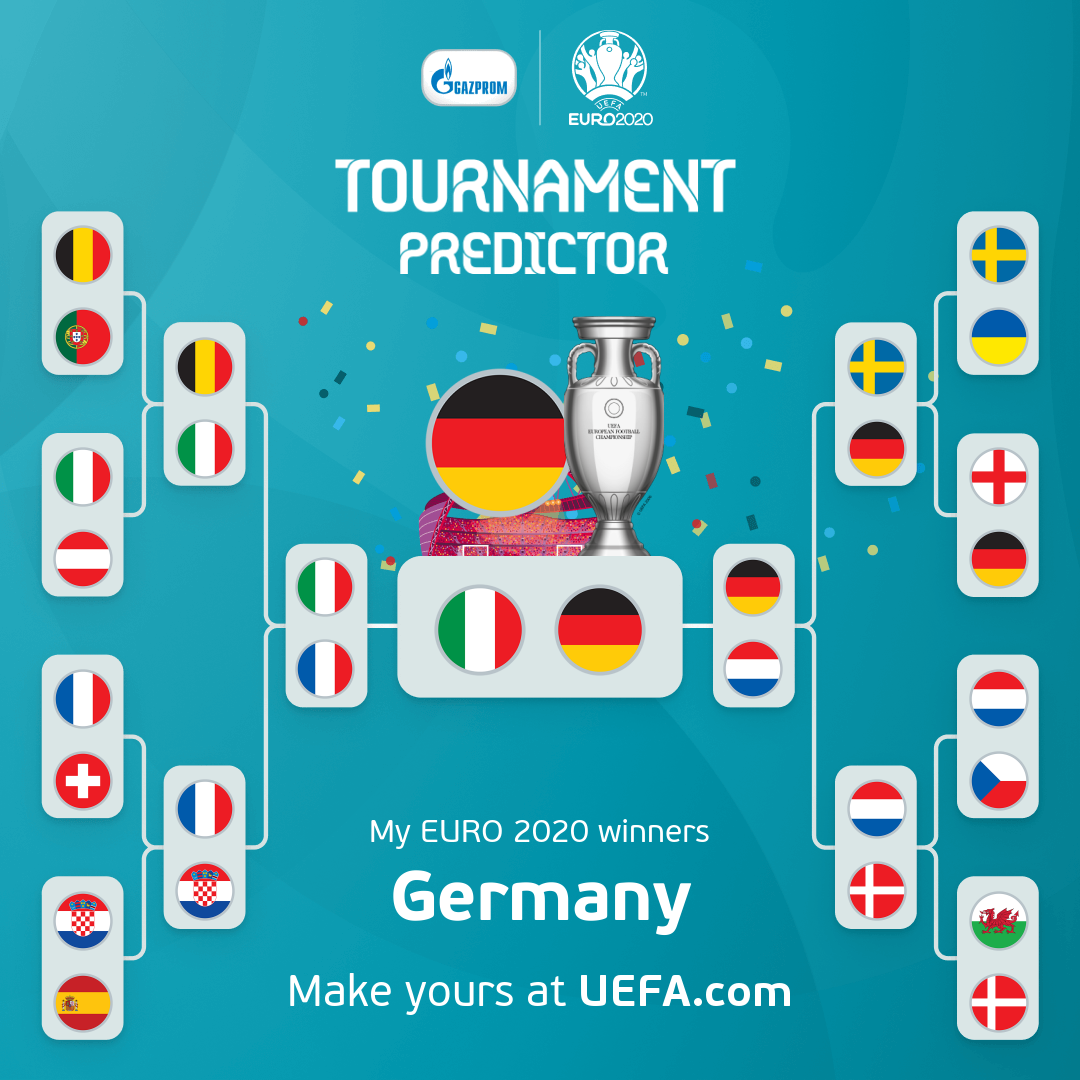 GAZPROM
UEFA
TM
EURO2020
TOURNAMENT
PREDICTOR
UEFA
EUROPEAN FOOTBALL
CHAMPIONSHIP
My EURO 2020 winners
Germany
Make yours at UEFA.com